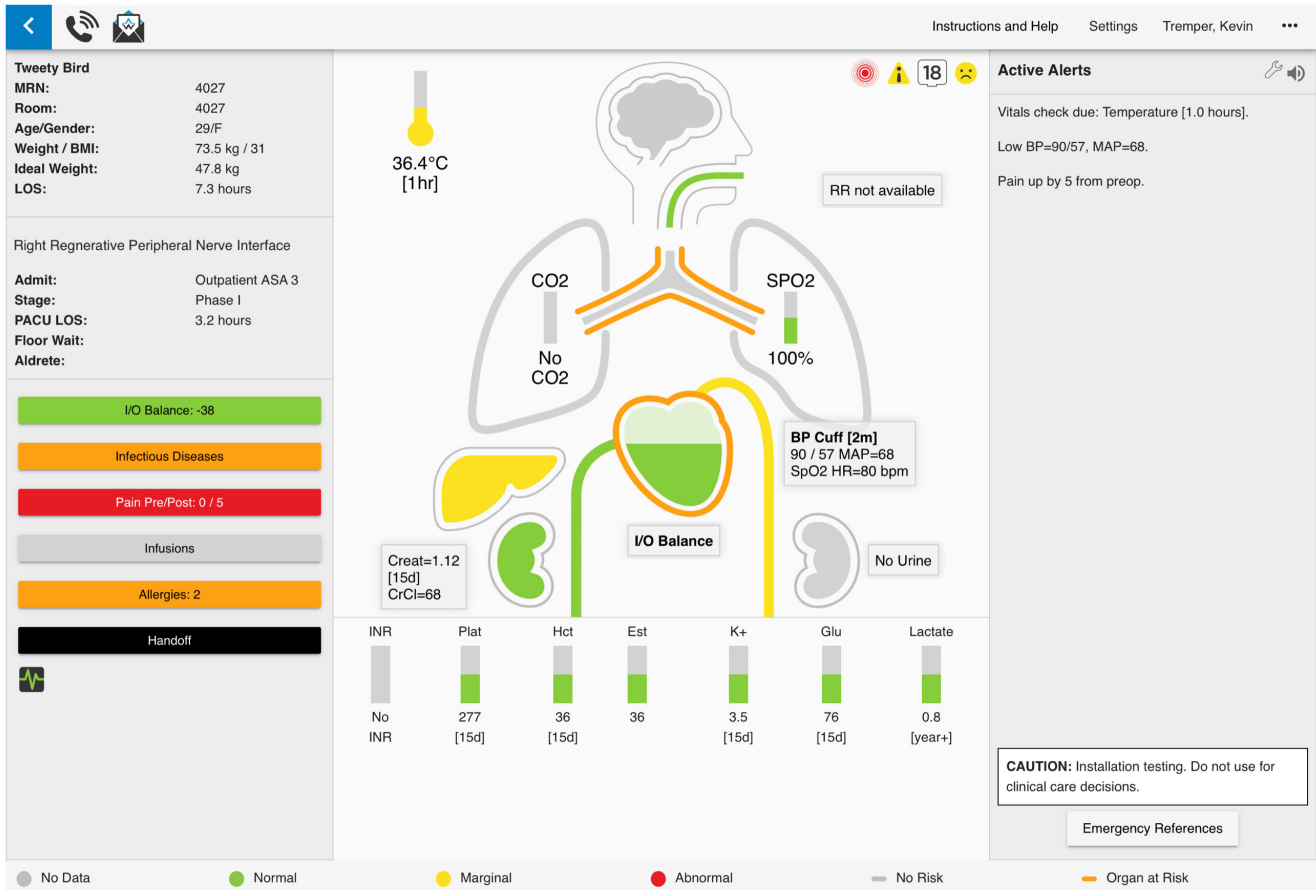 Instructions and Help Settings Tremper, Kevin •••
Tweety Bird
MRN: 4027
Room: 4027
Age/Gender: 29/F
Weight / BMI: 73.5 kg / 31
Ideal Weight: 47.8 kg
LOS: 7.3 hours
Right Regnerative Peripheral Nerve Interface
Admit: Outpatient ASA 3
Stage: Phase I
PACU LOS: 3.2 hours
Floor Wait:
Aldrete:
I/O Balance: -38
Infectious Diseases
Pain Pre/Post: 0 / 5
Infusions
Allergies: 2
Handoff
18
36.4°C
[1hr]
RR not available
CO2
No
CO2
SPO2
100%
BP Cuff [2m]
90 / 57 MAP=68
SpO2 HR=80 bpm
I/O Balance
Creat=1.12
[15d]
CrCl=68
No Urine
INR Plat Hct Est K+ Glu Lactate
No 277 36 36 3.5 76 0.8
INR [15d] [15d] [15d] [15d] [year+]
Active Alerts
Vitals check due: Temperature [1.0 hours].
Low BP=90/57, MAP=68.
Pain up by 5 from preop.
CAUTION: Installation testing. Do not use for
clinical care decisions.
Emergency References
No Data Normal Marginal Abnormal No Risk Organ at Risk